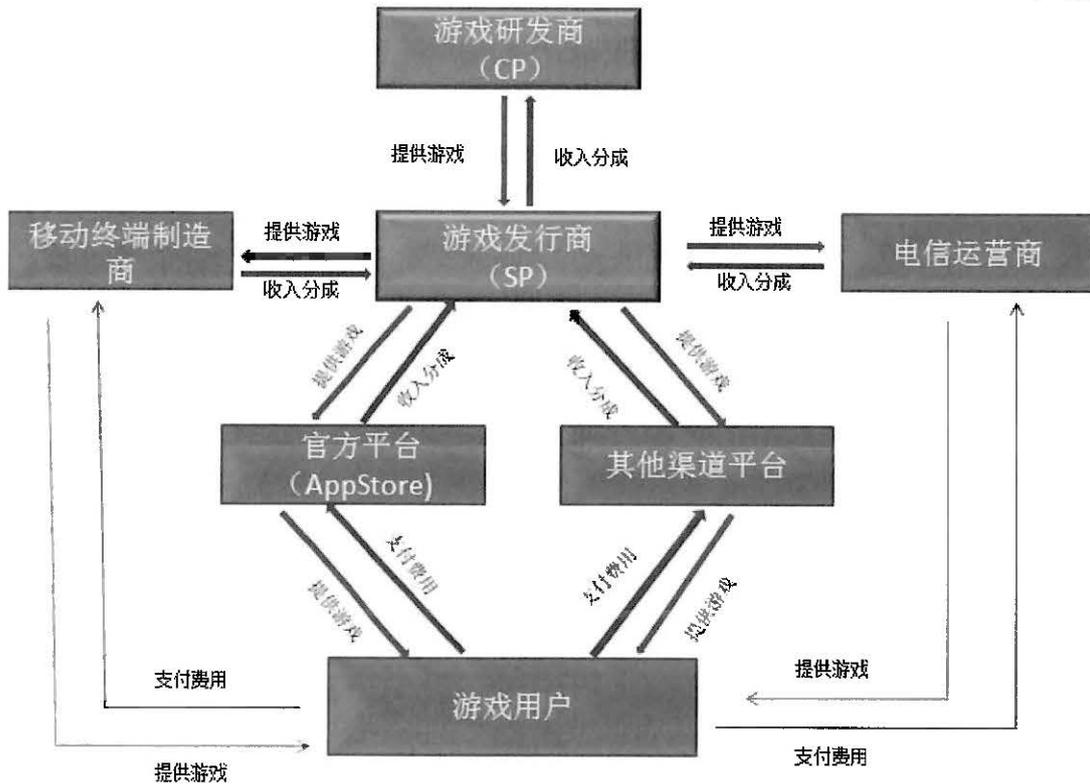 游戏研发商
（CP）
提供游戏
收入分成
移动终端制造
商
提供游戏
收入分成
游戏发行商
（SP）
提供游戏
收入分成
电信运营商
提供游戏
收入分成
收入分成
提供游戏
官方平台
（AppStore)
其他渠道平台
提供游戏
支付费用
支付费用
提供游戏
支付费用
提供游戏
游戏用户
提供游戏
支付费用